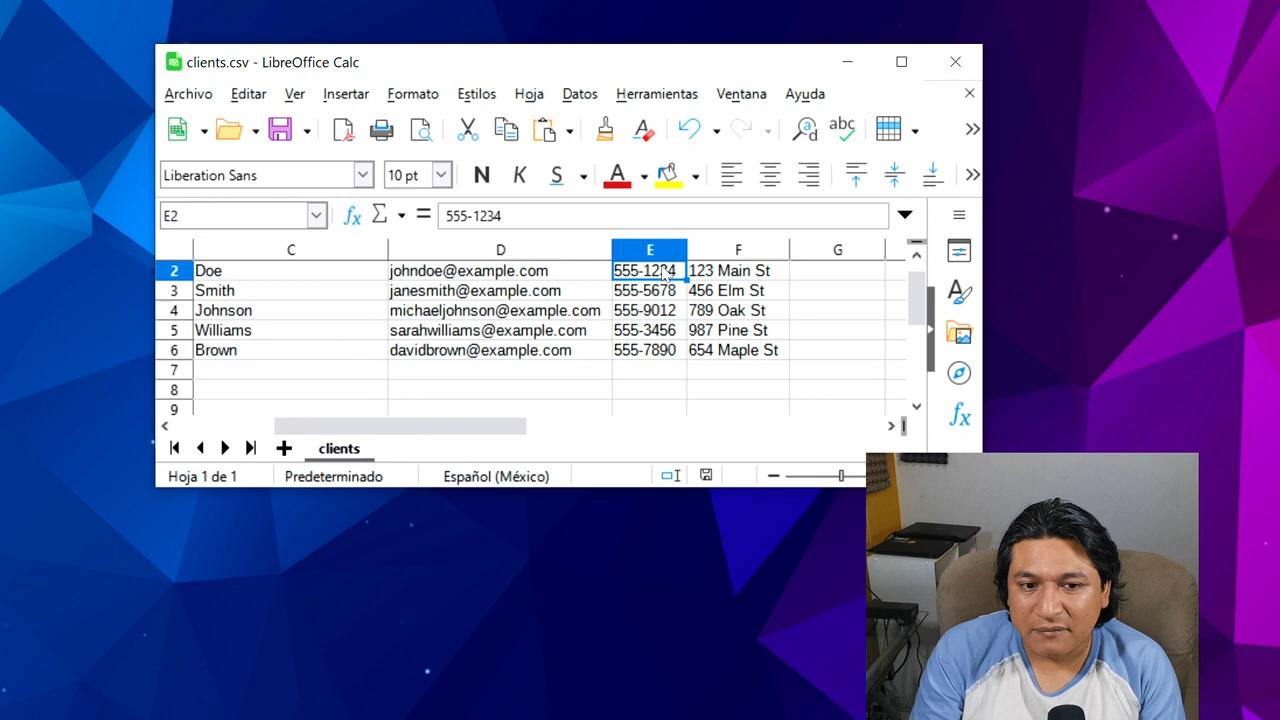 clients.csv - LibreOffice Calc
Archivo Editar Ver Insertar Formato Estilos Hoja Datos Herramientas Ventana Ayuda
Liberation Sans 10 pt N K S A
E2 fx Σ = 555-1234
C D E F G
2 Doe johndoe@example.com 555-1234 123 Main St
3 Smith janesmith@example.com 555-5678 456 Elm St
4 Johnson michaeljohnson@example.com 555-9012 789 Oak St
5 Williams sarahwilliams@example.com 555-3456 987 Pine St
6 Brown davidbrown@example.com 555-7890 654 Maple St
7
8
9
clients
Hoja 1 de 1 Predeterminado Español (México)